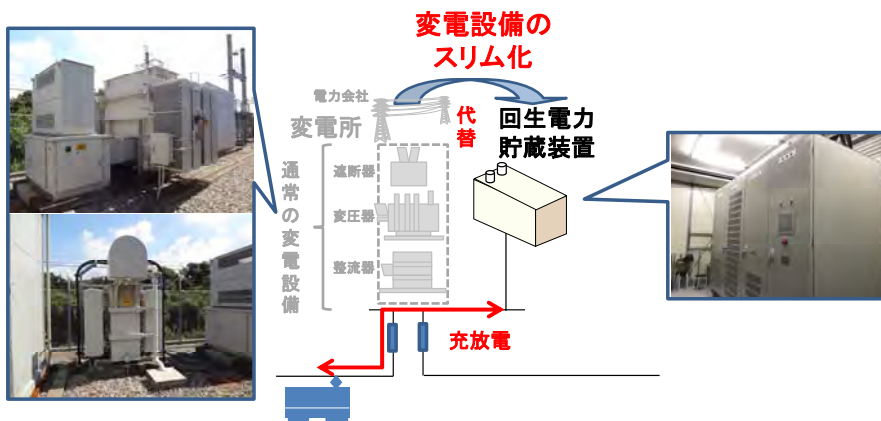 変電設備の
スリム化
電力会社
変電所
代替
回生電力
貯蔵装置
通常の変電設備
遮断器
変圧器
整流器
充放電